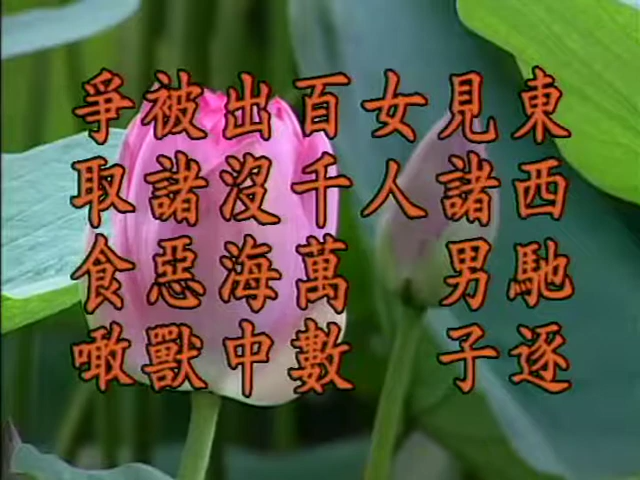 東西馳逐
見諸男子
女人
百千萬數
出沒海中
被諸惡獸
爭取食噉